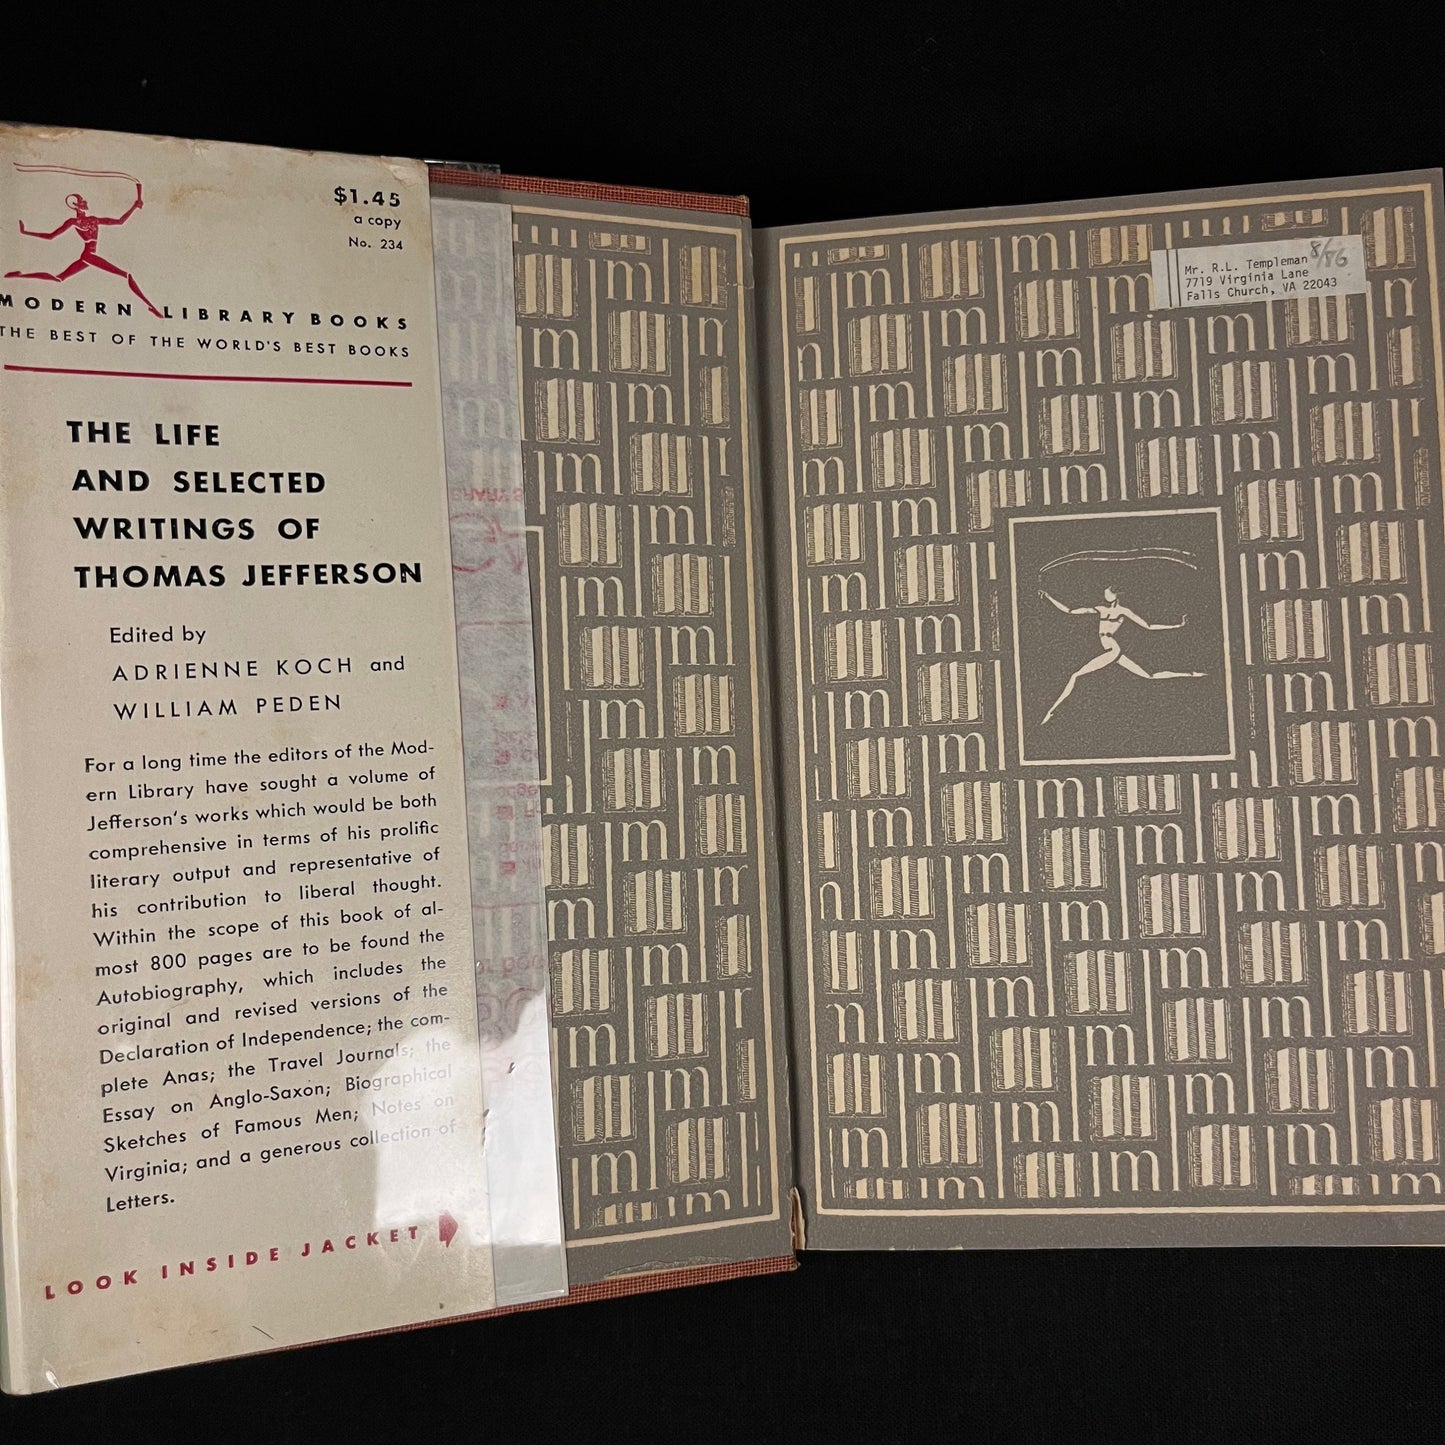 $1.45
a copy
No. 234
MODERN LIBRARY BOOKS
THE BEST OF THE WORLD'S BEST BOOKS
THE LIFE
AND SELECTED
WRITINGS OF
THOMAS JEFFERSON
Edited by
ADRIENNE KOCH and
WILLIAM PEDEN
For a long time the editors of the Mod-
ern Library have sought a volume of
Jefferson's works which would be both
comprehensive in terms of his prolific
literary output and representative of
his contribution to liberal thought.
Within the scope of this book of al-
most 800 pages are to be found the
Autobiography, which includes the
original and revised versions of the
Declaration of Independence; the com-
plete Anas; the Travel Journals; the
Essay on Anglo-Saxon; Biographical
Sketches of Famous Men; Notes on
Virginia; and a generous collection of
Letters.
LOOK INSIDE JACKET
8/86
Mr. R.L. Templeman
7719 Virginia Lane
Falls Church, VA 22043